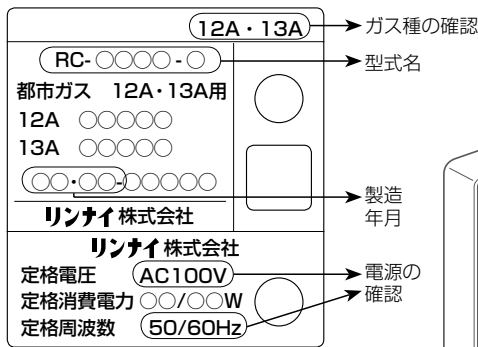 12A・13A
ガス種の確認
RC-○○○○-○
型式名
都市ガス　12A・13A用
12A　○○○○○
13A　○○○○○
○○・○○-○○○○○
製造
年月
リンナイ株式会社
リンナイ株式会社
定格電圧　AC100V
電源の
確認
定格消費電力○○/○○W
定格周波数　50/60Hz